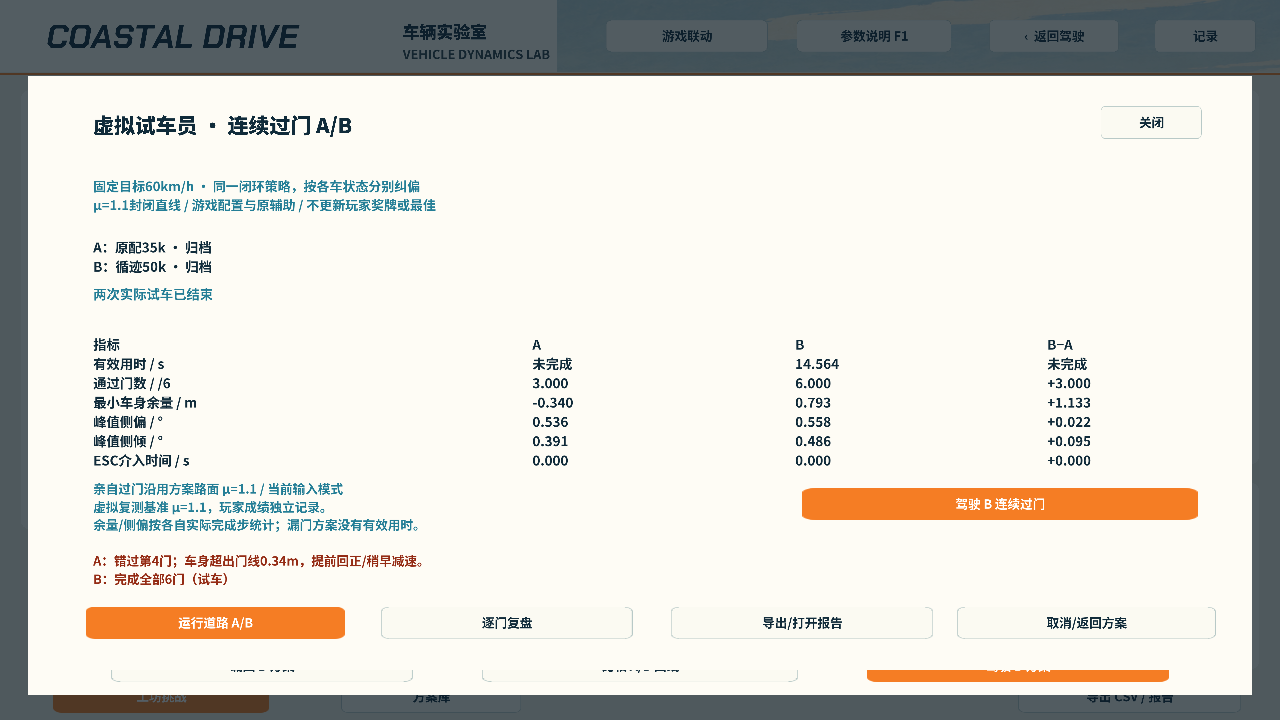 COASTAL DRIVE
车辆实验室
VEHICLE DYNAMICS LAB
游戏联动
参数说明 F1
‹ 返回驾驶
记录
虚拟试车员 · 连续过门 A/B
关闭
固定目标60km/h · 同一闭环策略，按各车状态分别纠偏
μ=1.1封闭直线 / 游戏配置与原辅助 / 不更新玩家奖牌或最佳
A：原配35k · 归档
B：循迹50k · 归档
两次实际试车已结束
指标 A B B−A
有效用时 / s 未完成 14.564 未完成
通过门数 / /6 3.000 6.000 +3.000
最小车身余量 / m -0.340 0.793 +1.133
峰值侧偏 / ° 0.536 0.558 +0.022
峰值侧倾 / ° 0.391 0.486 +0.095
ESC介入时间 / s 0.000 0.000 +0.000
亲自过门沿用方案路面 μ=1.1 / 当前输入模式
虚拟复测基准 μ=1.1，玩家成绩独立记录。
余量/侧偏按各自实际完成步统计；漏门方案没有有效用时。
驾驶 B 连续过门
A：错过第4门；车身超出门线0.34m，提前回正/稍早减速。
B：完成全部6门（试车）
运行道路 A/B
逐门复盘
导出/打开报告
取消/返回方案
工坊挑战
方案库
导出 CSV / 报告